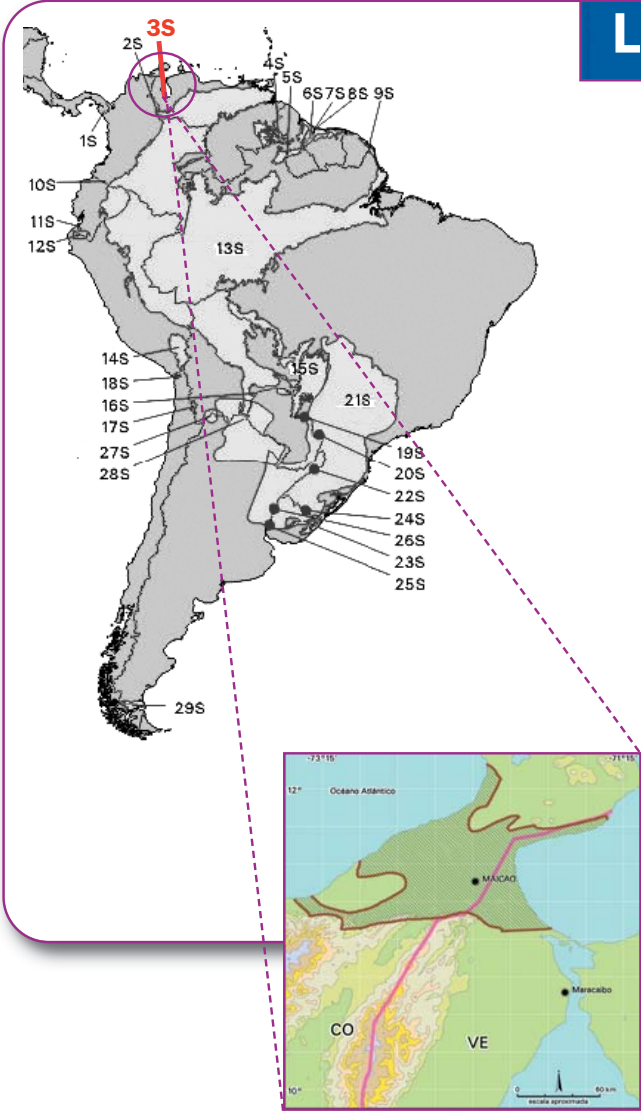 L
3S
2S
4S
5S
6S 7S 8S 9S
1S
10S
11S
12S
13S
14S
15S
18S
16S
21S
17S
27S
19S
28S
20S
22S
24S
26S
23S
25S
29S
-73°15'
-71°15'
12°
Océano Atlántico
MAICAO
Maracaibo
CO
VE
10°
0
60 km
escala aproximada